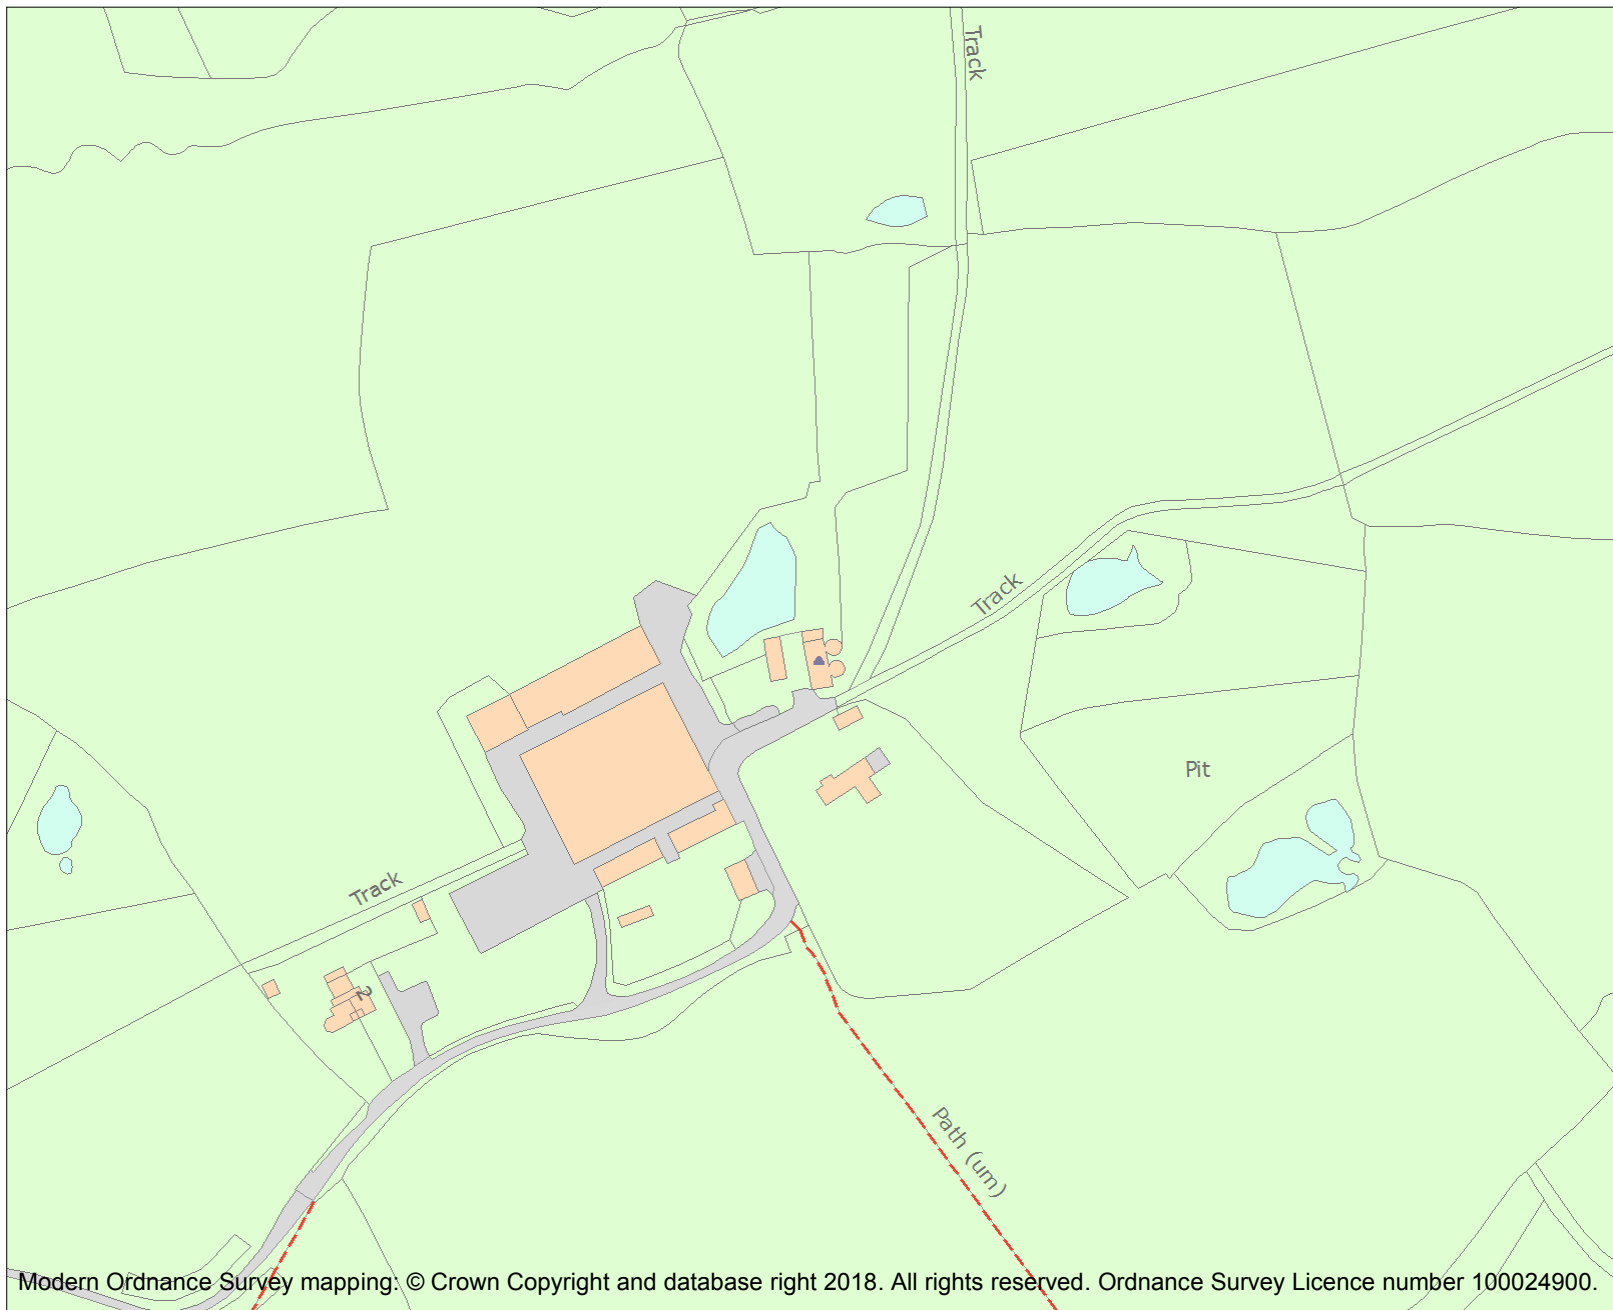 Track
Track
Pit
Track
2
Path (um)
Modern Ordnance Survey mapping: © Crown Copyright and database right 2018. All rights reserved. Ordnance Survey Licence number 100024900.